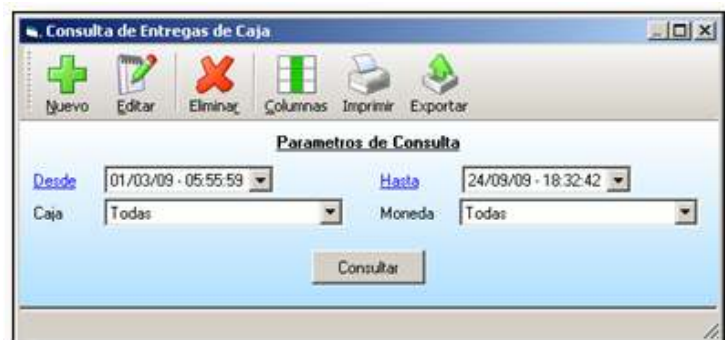 Consulta de Entregas de Caja
Nuevo Editar Eliminar Columnas Imprimir Exportar
Parametros de Consulta
Desde 01/03/09 - 05:55:59 Hasta 24/09/09 - 18:32:42
Caja Todas Moneda Todas
Consultar